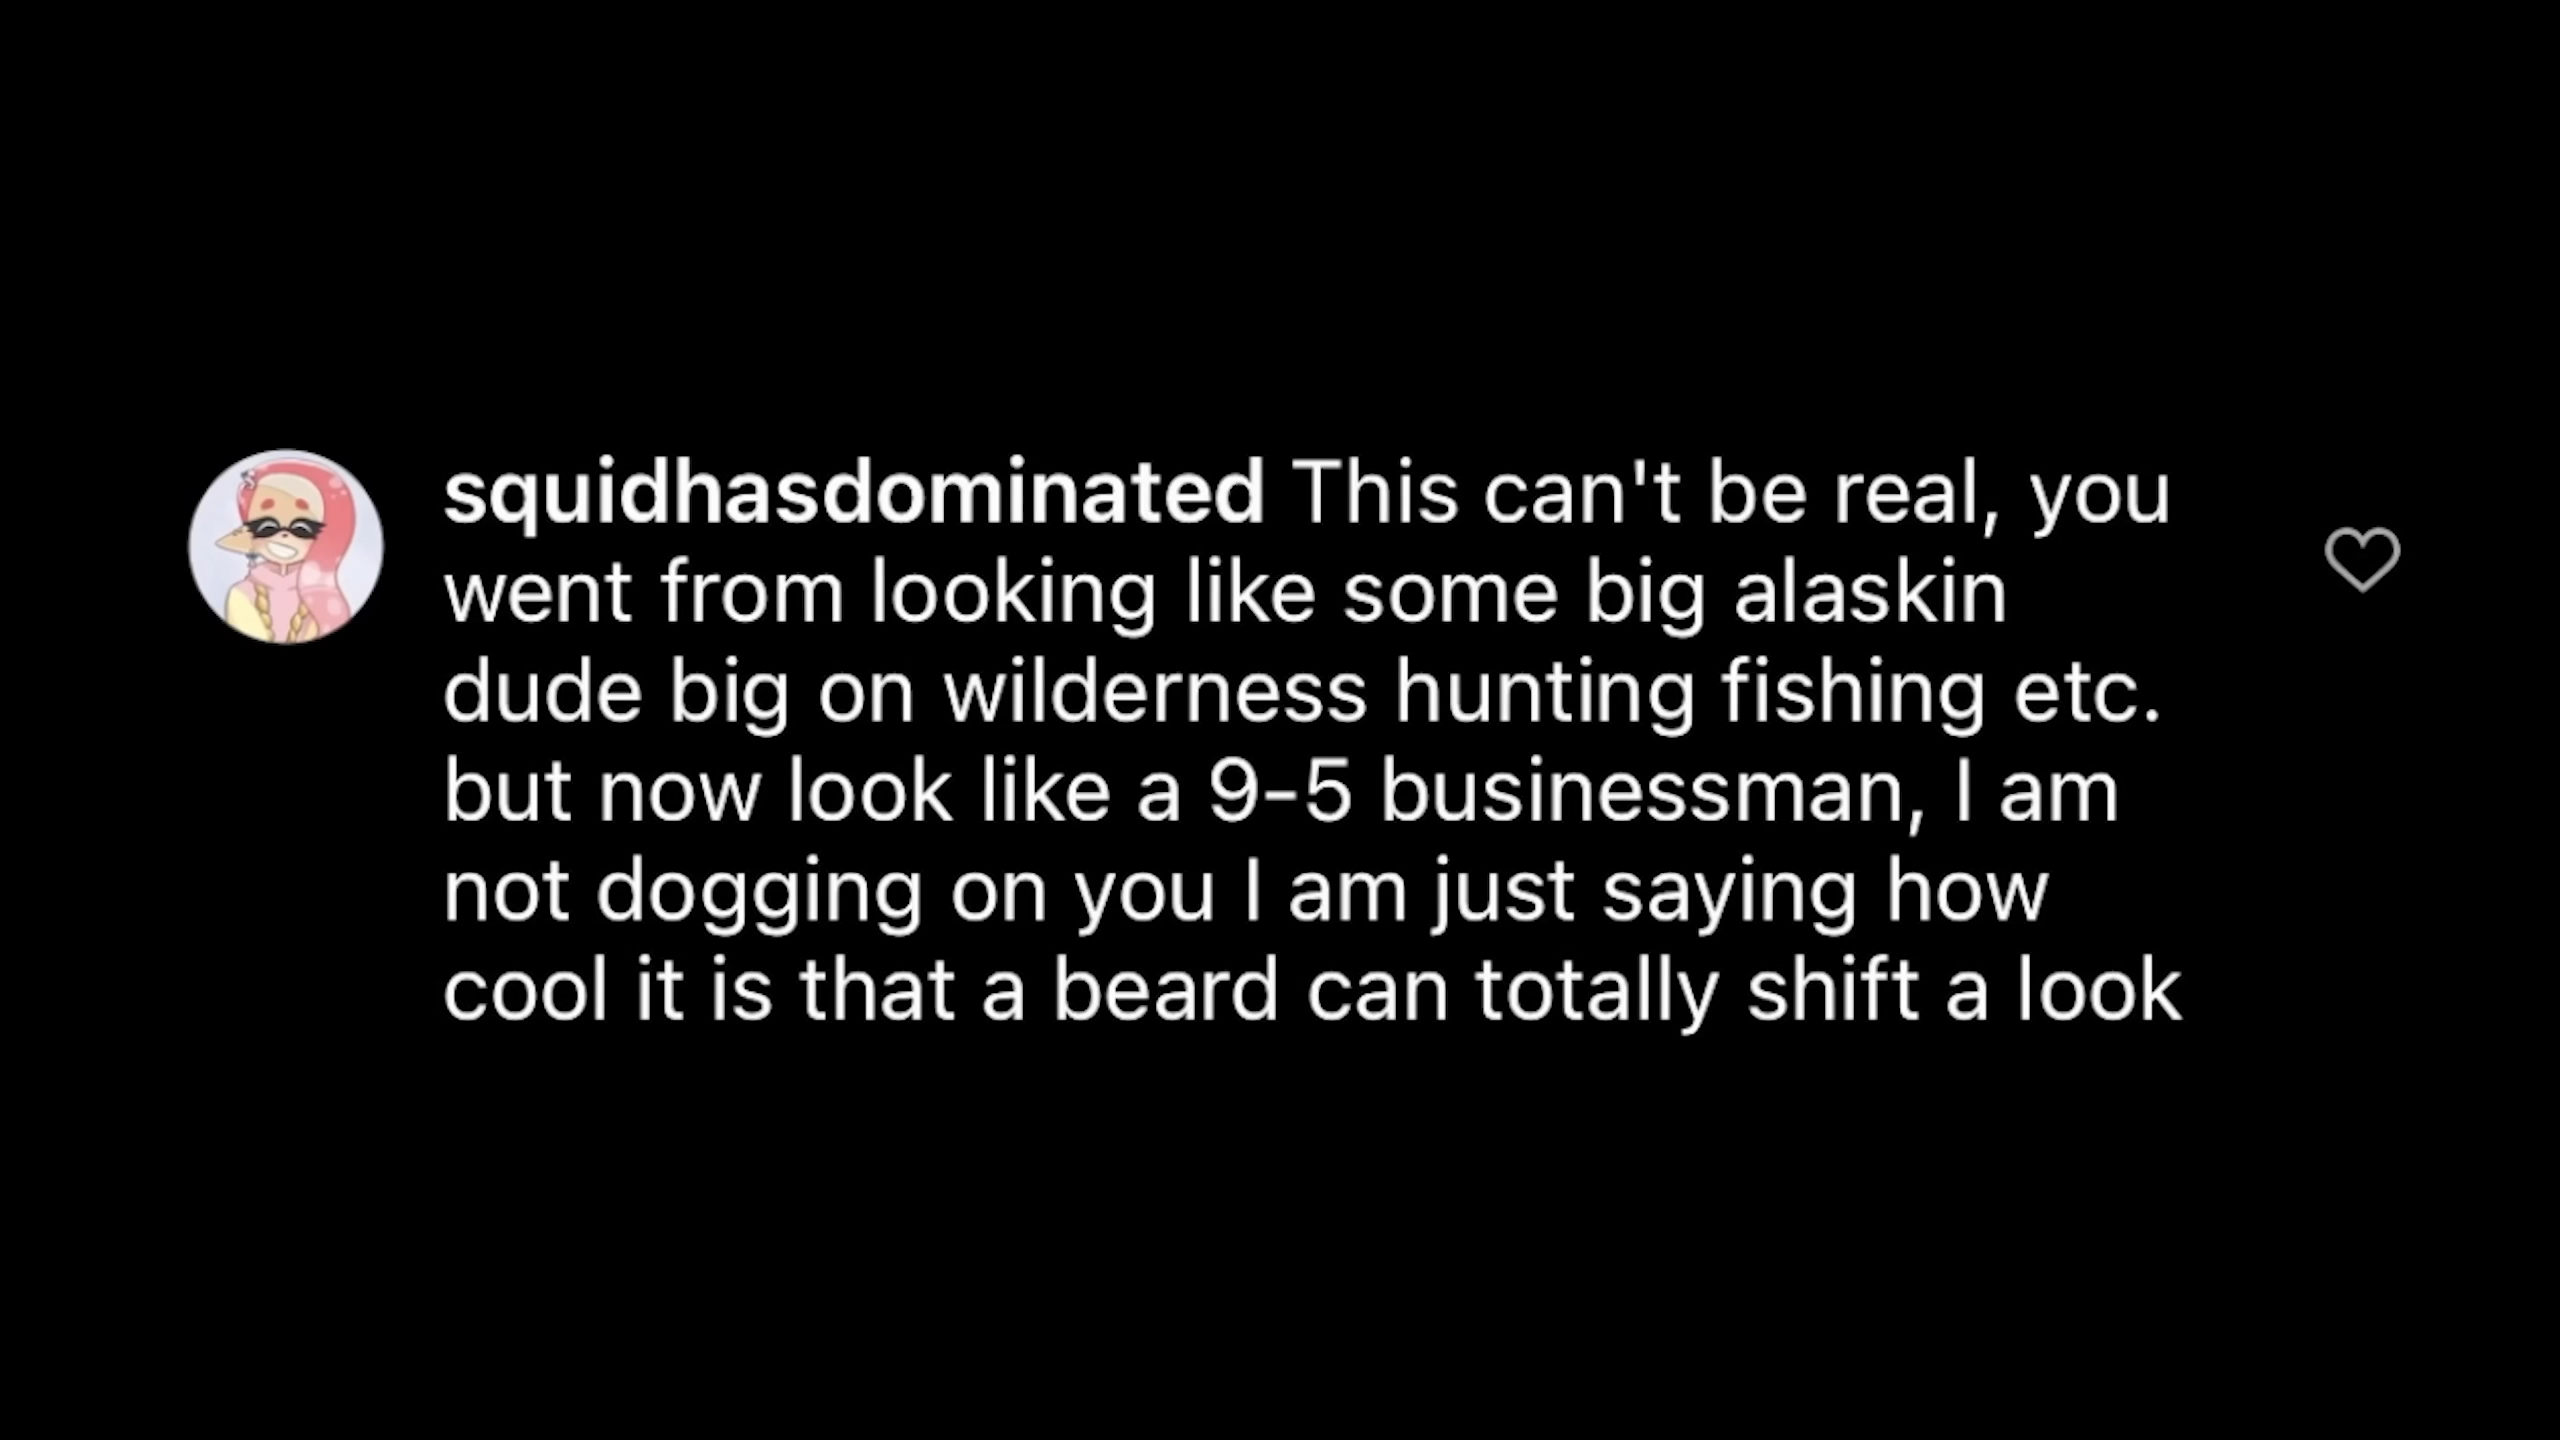 squidhasdominated This can't be real, you
went from looking like some big alaskin
dude big on wilderness hunting fishing etc.
but now look like a 9-5 businessman, I am
not dogging on you I am just saying how
cool it is that a beard can totally shift a look